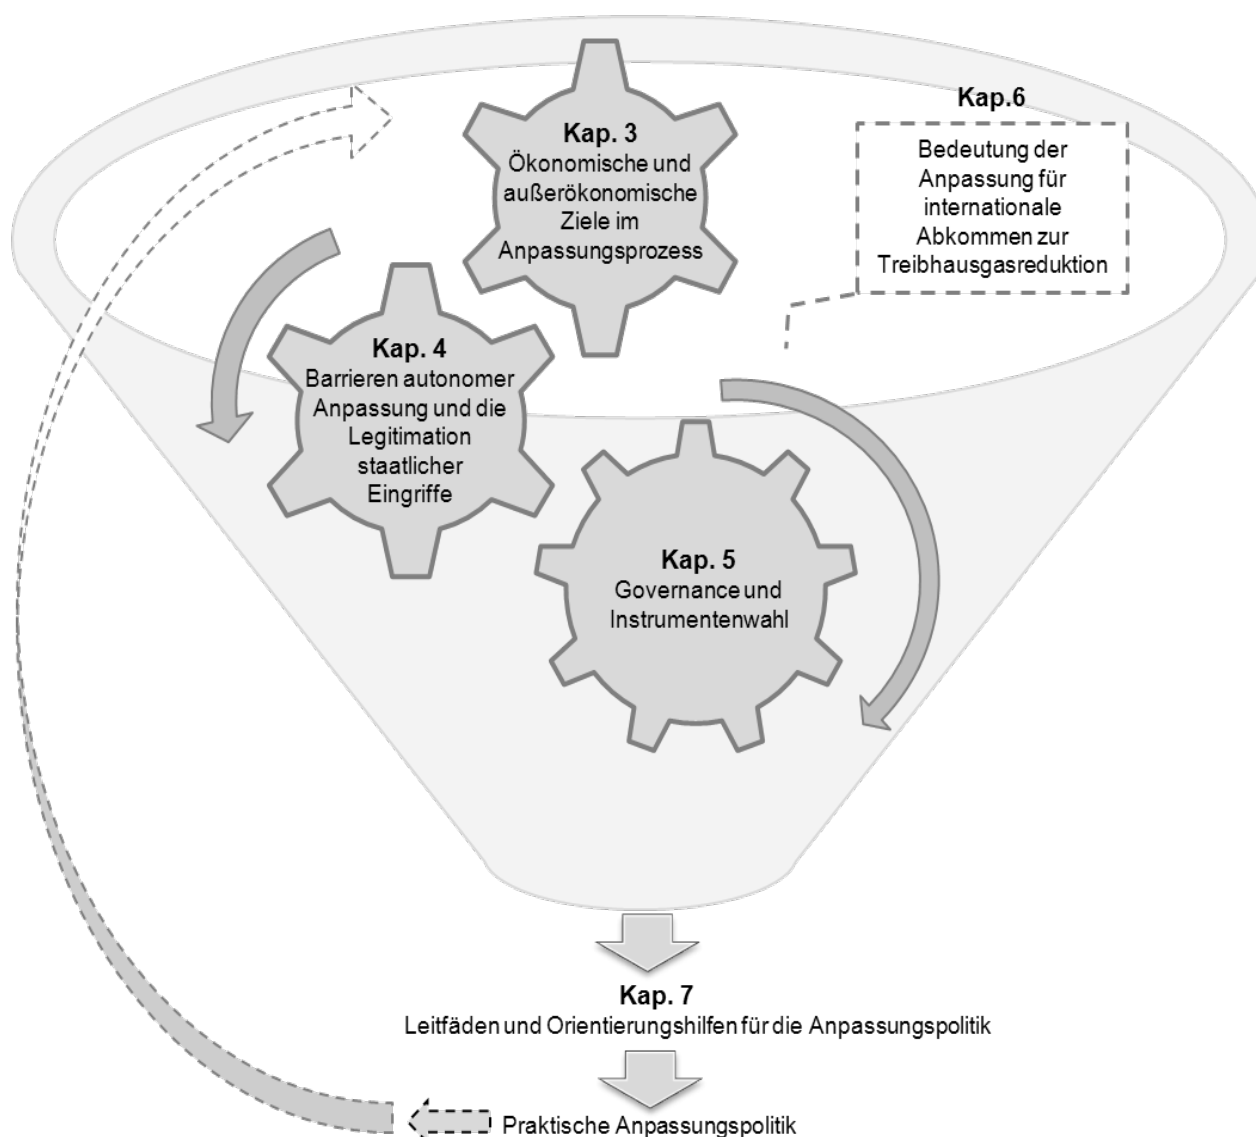 Kap. 3
Ökonomische und
außerökonomische
Ziele im
Anpassungsprozess
Kap.6
Bedeutung der
Anpassung für
internationale
Abkommen zur
Treibhausgasreduktion
Kap. 4
Barrieren autonomer
Anpassung und die
Legitimation
staatlicher
Eingriffe
Kap. 5
Governance und
Instrumentenwahl
Kap. 7
Leitfäden und Orientierungshilfen für die Anpassungspolitik
Praktische Anpassungspolitik